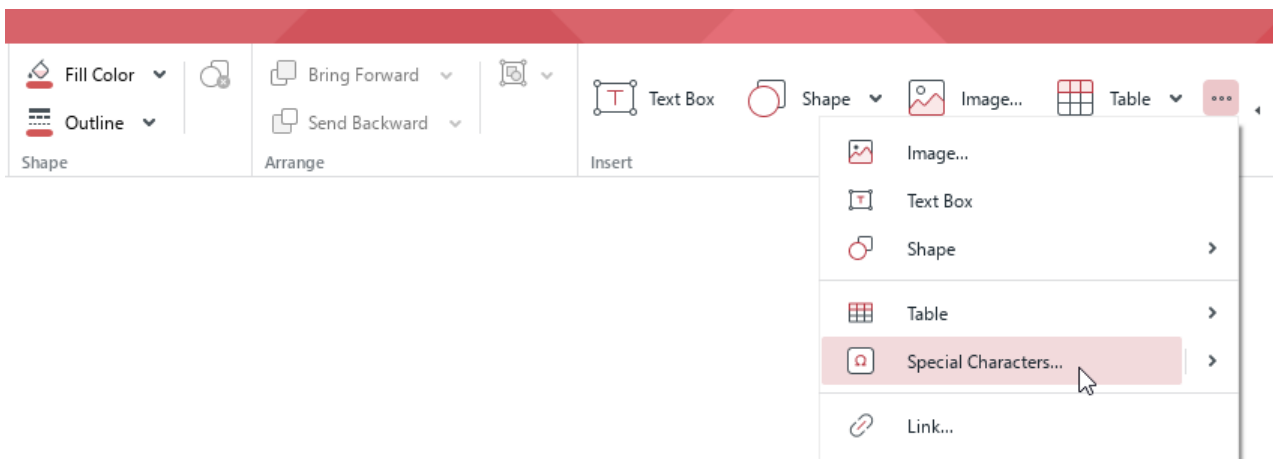 Fill Color
Bring Forward
Text Box
Shape
Image...
Table
Outline
Send Backward
Shape
Arrange
Insert
Image...
Text Box
Shape
Table
Special Characters...
Link...